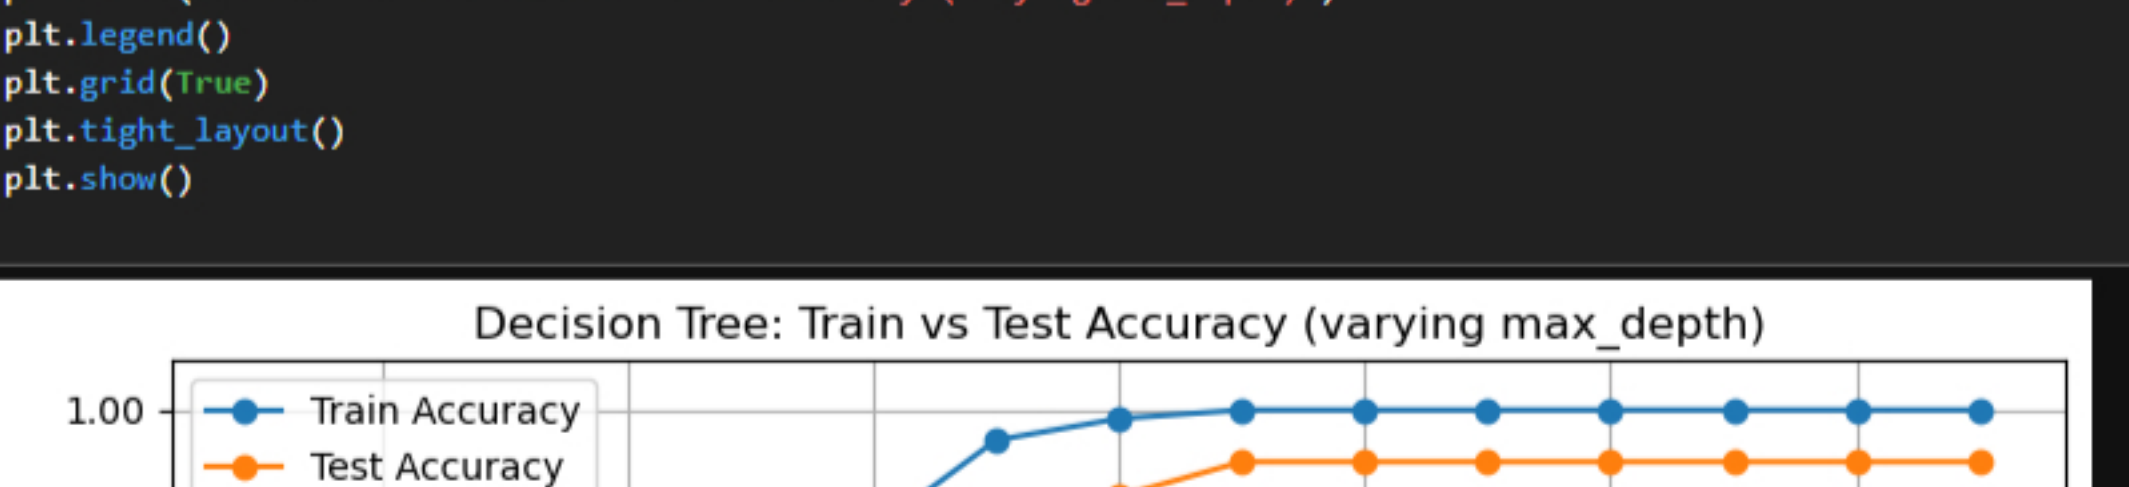 plt.legend()
plt.grid(True)
plt.tight_layout()
plt.show()
Decision Tree: Train vs Test Accuracy (varying max_depth)
1.00
Train Accuracy
Test Accuracy